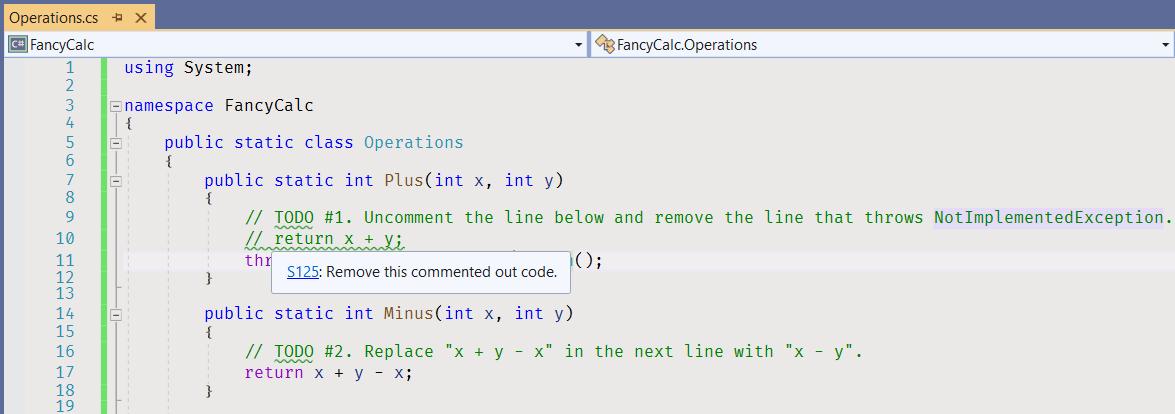 Operations.cs
C# FancyCalc FancyCalc.Operations
1 using System;
2
3 namespace FancyCalc
4 {
5 public static class Operations
6 {
7 public static int Plus(int x, int y)
8 {
9 // TODO #1. Uncomment the line below and remove the line that throws NotImplementedException.
10 // return x + y;
11 thr ();
S125: Remove this commented out code.
12 }
13
14 public static int Minus(int x, int y)
15 {
16 // TODO #2. Replace "x + y - x" in the next line with "x - y".
17 return x + y - x;
18 }
19